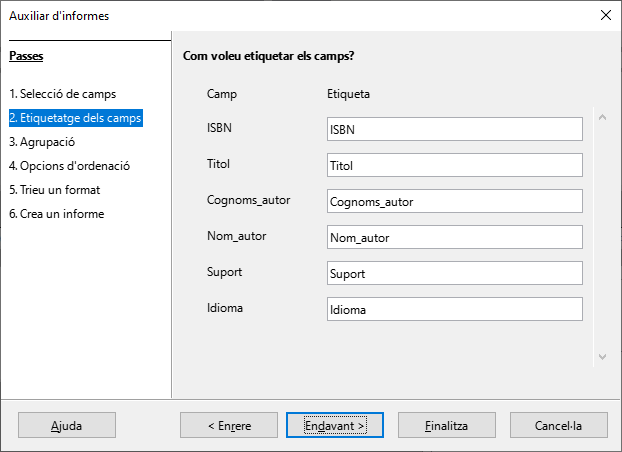 Auxiliar d'informes
Passes
1. Selecció de camps
2. Etiquetatge dels camps
3. Agrupació
4. Opcions d'ordenació
5. Trieu un format
6. Crea un informe
Com voleu etiquetar els camps?
Camp Etiqueta
ISBN ISBN
Titol Titol
Cognoms_autor Cognoms_autor
Nom_autor Nom_autor
Suport Suport
Idioma Idioma
Ajuda < Enrere Endavant > Finalitza Cancel·la